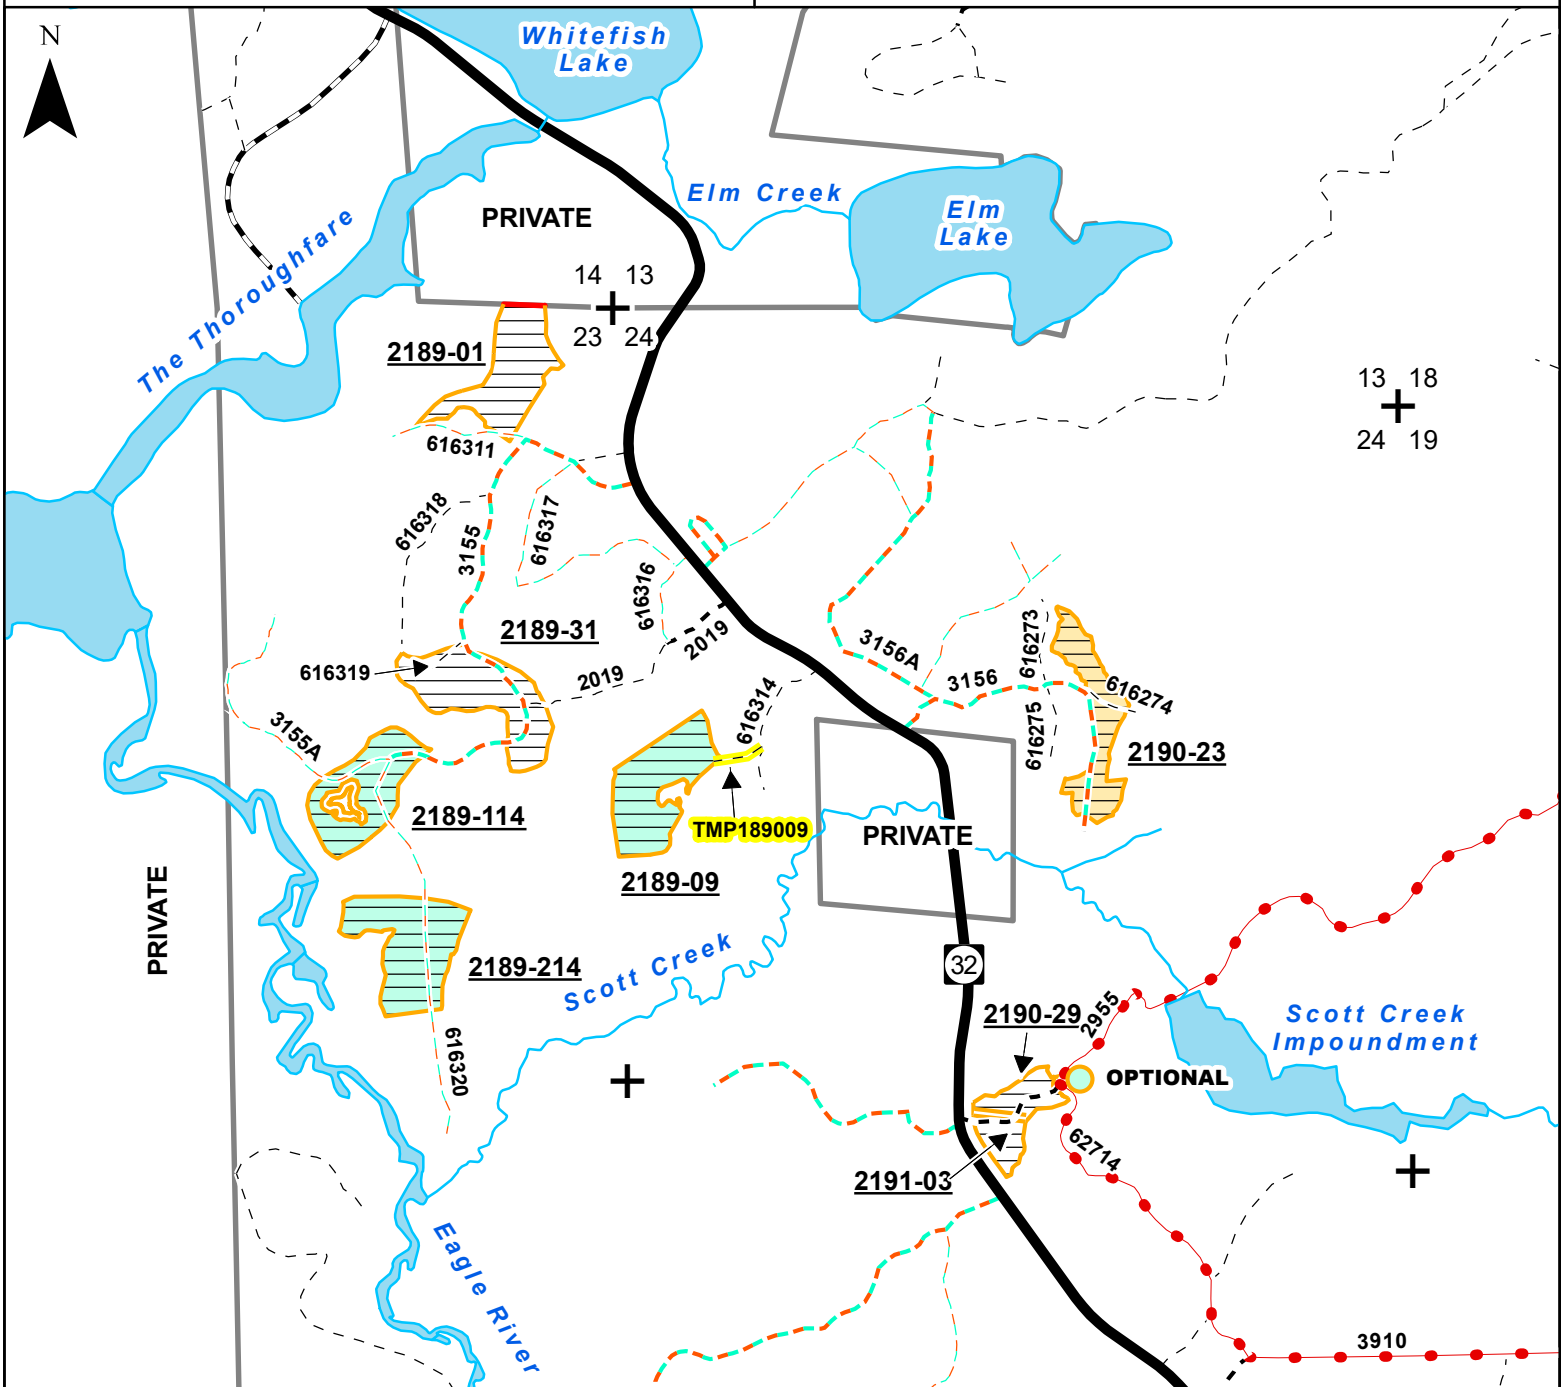 N
Whitefish
Lake
Elm Creek
Elm
Lake
PRIVATE
The Thoroughfare
14 13
23 24
2189-01
13 18
24 19
616311
616318
3155
616317
616316
2189-31
616319
2019
2019
3156A
3156
616273
616274
616275
2190-23
616314
3155A
2189-114
TMP189009
PRIVATE
2189-09
PRIVATE
2189-214
Scott Creek
32
2190-29
2955
Scott Creek
Impoundment
OPTIONAL
616320
62714
2191-03
Eagle River
3910